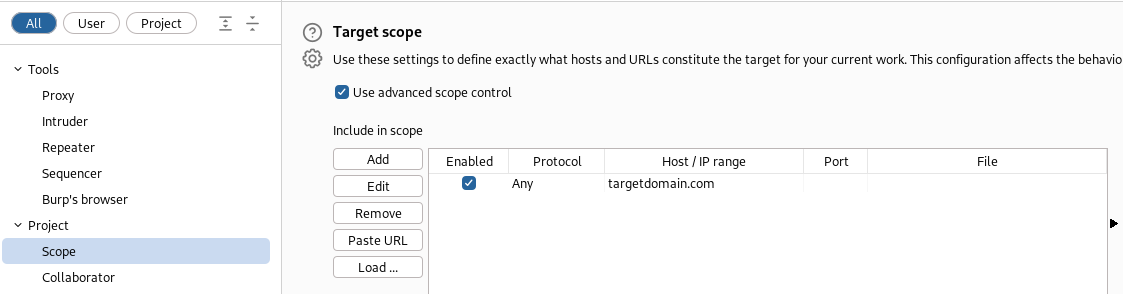 All User Project
Tools
Proxy
Intruder
Repeater
Sequencer
Burp's browser
Project
Scope
Collaborator
Target scope
Use these settings to define exactly what hosts and URLs constitute the target for your current work. This configuration affects the behavio
Use advanced scope control
Include in scope
Add
Edit
Remove
Paste URL
Load ...
Enabled Protocol Host / IP range Port File
Any targetdomain.com